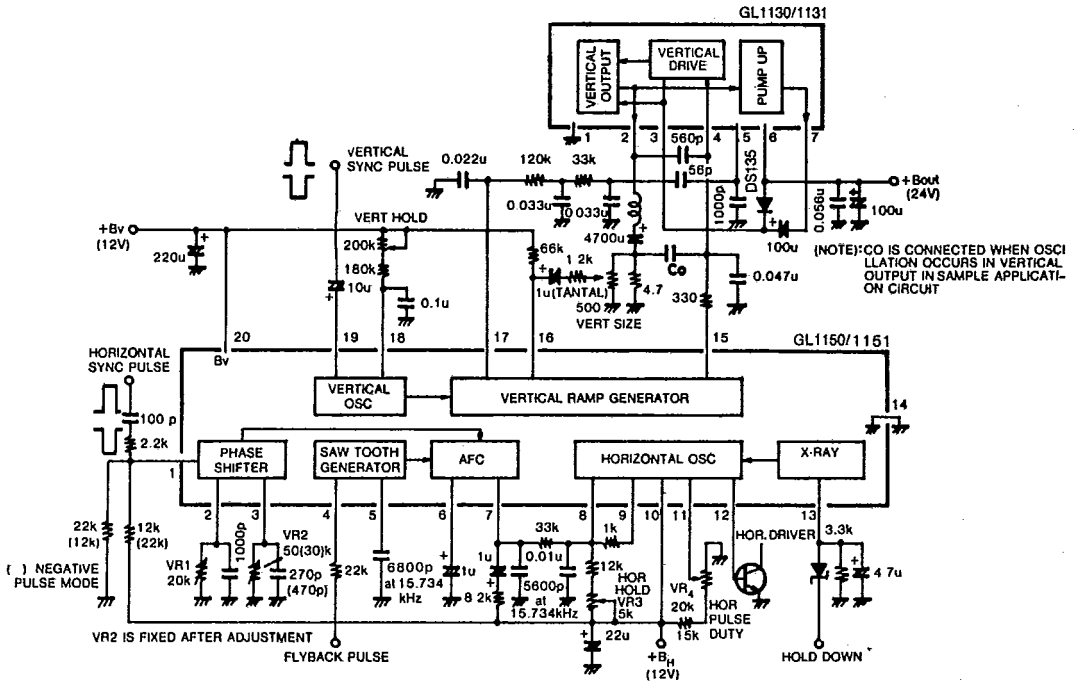 GL1130/1131
VERTICAL
OUTPUT
VERTICAL
DRIVE
PUMP UP
1
2
3
4
5
6
7
560p
56p
DS135
VERTICAL
SYNC PULSE
0.022u
120k
33k
0.033u
0.033u
1000p
0.056u
100u
+Bout
(24V)
100u
(NOTE):CO IS CONNECTED WHEN OSCI
LLATION OCCURS IN VERTICAL
OUTPUT IN SAMPLE APPLICATI-
ON CIRCUIT
+Bv
(12V)
220u
VERT HOLD
200k
180k
10u
0.1u
66k
1 2k
1u(TANTAL)
500
VERT SIZE
4700u
4.7
Co
330
0.047u
20
19
18
17
16
15
GL1150/1151
Bv
HORIZONTAL
SYNC PULSE
100 p
2.2k
VERTICAL
OSC
VERTICAL RAMP GENERATOR
14
PHASE
SHIFTER
SAW TOOTH
GENERATOR
AFC
HORIZONTAL OSC
X-RAY
1
2
3
4
5
6
7
8
9
10
11
12
13
22k
(12k)
12k
(22k)
( ) NEGATIVE
PULSE MODE
VR1
20k
1000p
VR2
50(30)k
270p
(470p)
22k
6800p
at 15.734
kHz
1u
1u
8 2k
33k
0.01u
5600p
at
15.734kHz
1k
12k
HOR
HOLD
VR3
5k
22u
VR4
20k
15k
HOR
PULSE
DUTY
HOR. DRIVER
3.3k
4 7u
VR2 IS FIXED AFTER ADJUSTMENT
FLYBACK PULSE
+BH
(12V)
HOLD DOWN